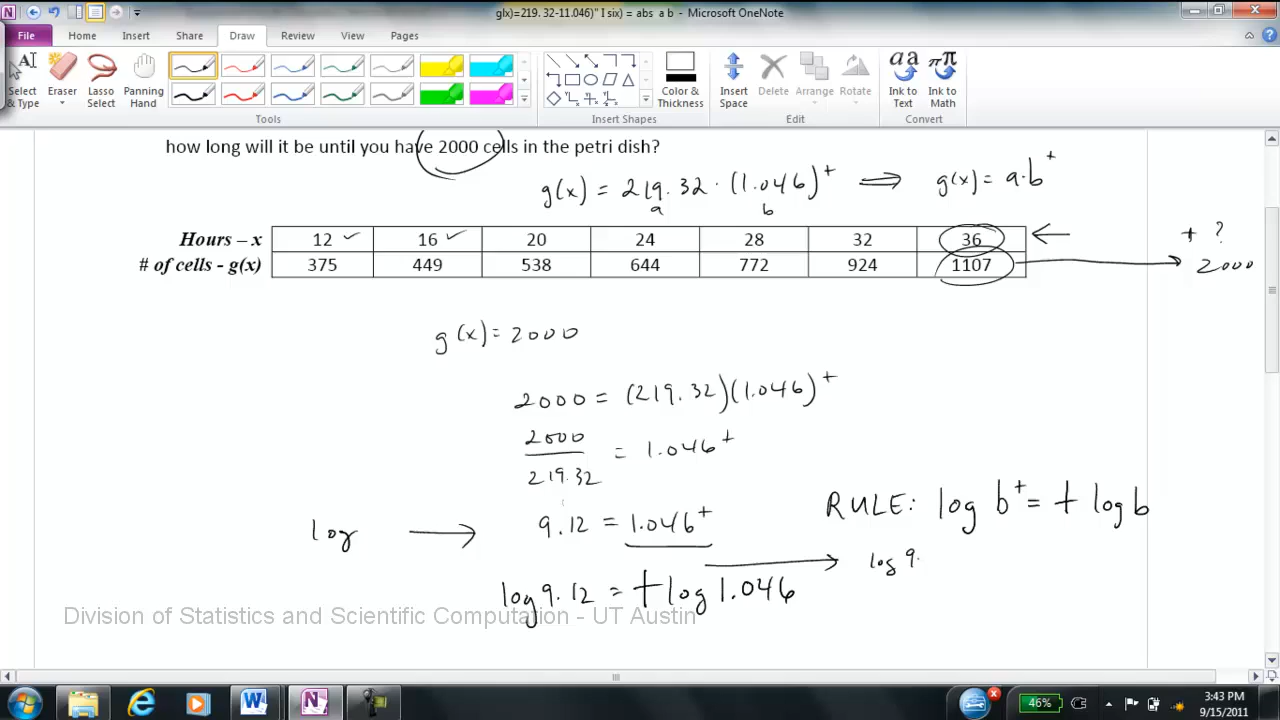 g(x)=219. 32-11.046)" I six) = abs a b - Microsoft OneNote
File Home Insert Share Draw Review View Pages
Select & Type Eraser Lasso Select Panning Hand Color & Thickness Insert Space Delete Arrange Rotate Ink to Text Ink to Math
Tools Insert Shapes Edit Convert
how long will it be until you have 2000 cells in the petri dish?
g(x) = 219.32 · (1.046)^t ⟹ g(x) = a·b^t
a b
Hours – x 12 ✓ 16 ✓ 20 24 28 32 36 ← t ?
# of cells - g(x) 375 449 538 644 772 924 1107 → 2000
g(x) = 2000
2000 = (219.32)(1.046)^t
2000/219.32 = 1.046^t
RULE: log b^t = t log b
log → 9.12 = 1.046^t
→ log 9.
log 9.12 = t log 1.046
Division of Statistics and Scientific Computation - UT Austin
46% 3:43 PM
9/15/2011